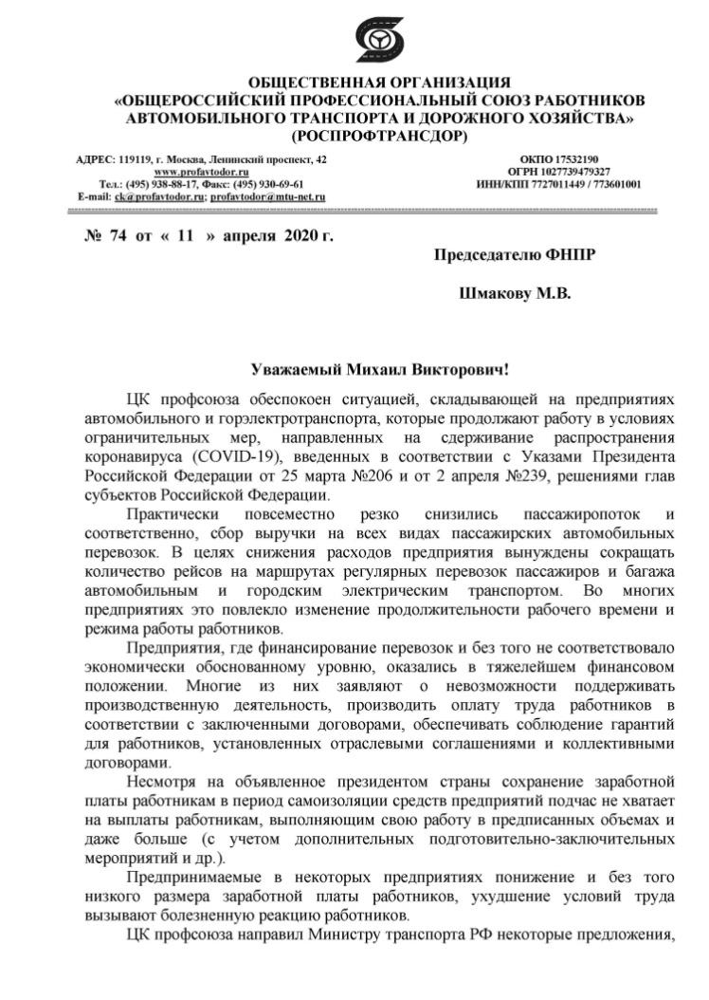 ОБЩЕСТВЕННАЯ ОРГАНИЗАЦИЯ
«ОБЩЕРОССИЙСКИЙ ПРОФЕССИОНАЛЬНЫЙ СОЮЗ РАБОТНИКОВ
АВТОМОБИЛЬНОГО ТРАНСПОРТА И ДОРОЖНОГО ХОЗЯЙСТВА»
(РОСПРОФТРАНСДОР)
АДРЕС: 119119, г. Москва, Ленинский проспект, 42
www.profavtodor.ru
Тел.: (495) 938-88-17, Факс: (495) 930-69-61
E-mail: ck@profavtodor.ru; profavtodor@mtu-net.ru
ОКПО 17532190
ОГРН 1027739479327
ИНН/КПП 7727011449 / 773601001
№ 74 от « 11 » апреля 2020 г.
Председателю ФНПР
Шмакову М.В.
Уважаемый Михаил Викторович!
ЦК профсоюза обеспокоен ситуацией, складывающей на предприятиях
автомобильного и горэлектротранспорта, которые продолжают работу в условиях
ограничительных мер, направленных на сдерживание распространения
коронавируса (COVID-19), введенных в соответствии с Указами Президента
Российской Федерации от 25 марта №206 и от 2 апреля №239, решениями глав
субъектов Российской Федерации.
Практически повсеместно резко снизились пассажиропоток и
соответственно, сбор выручки на всех видах пассажирских автомобильных
перевозок. В целях снижения расходов предприятия вынуждены сокращать
количество рейсов на маршрутах регулярных перевозок пассажиров и багажа
автомобильным и городским электрическим транспортом. Во многих
предприятиях это повлекло изменение продолжительности рабочего времени и
режима работы работников.
Предприятия, где финансирование перевозок и без того не соответствовало
экономически обоснованному уровню, оказались в тяжелейшем финансовом
положении. Многие из них заявляют о невозможности поддерживать
производственную деятельность, производить оплату труда работников в
соответствии с заключенными договорами, обеспечивать соблюдение гарантий
для работников, установленных отраслевыми соглашениями и коллективными
договорами.
Несмотря на объявленное президентом страны сохранение заработной
платы работникам в период самоизоляции средств предприятий подчас не хватает
на выплаты работникам, выполняющим свою работу в предписанных объемах и
даже больше (с учетом дополнительных подготовительно-заключительных
мероприятий и др.).
Предпринимаемые в некоторых предприятиях понижение и без того
низкого размера заработной платы работников, ухудшение условий труда
вызывают болезненную реакцию работников.
ЦК профсоюза направил Министру транспорта РФ некоторые предложения,